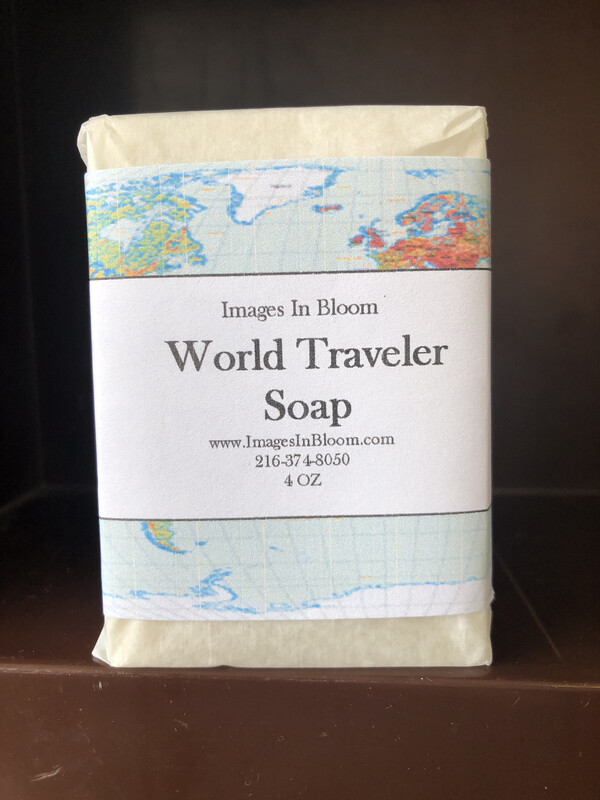 Images In Bloom
World Traveler
Soap
www.ImagesInBloom.com
216-374-8050
4 OZ